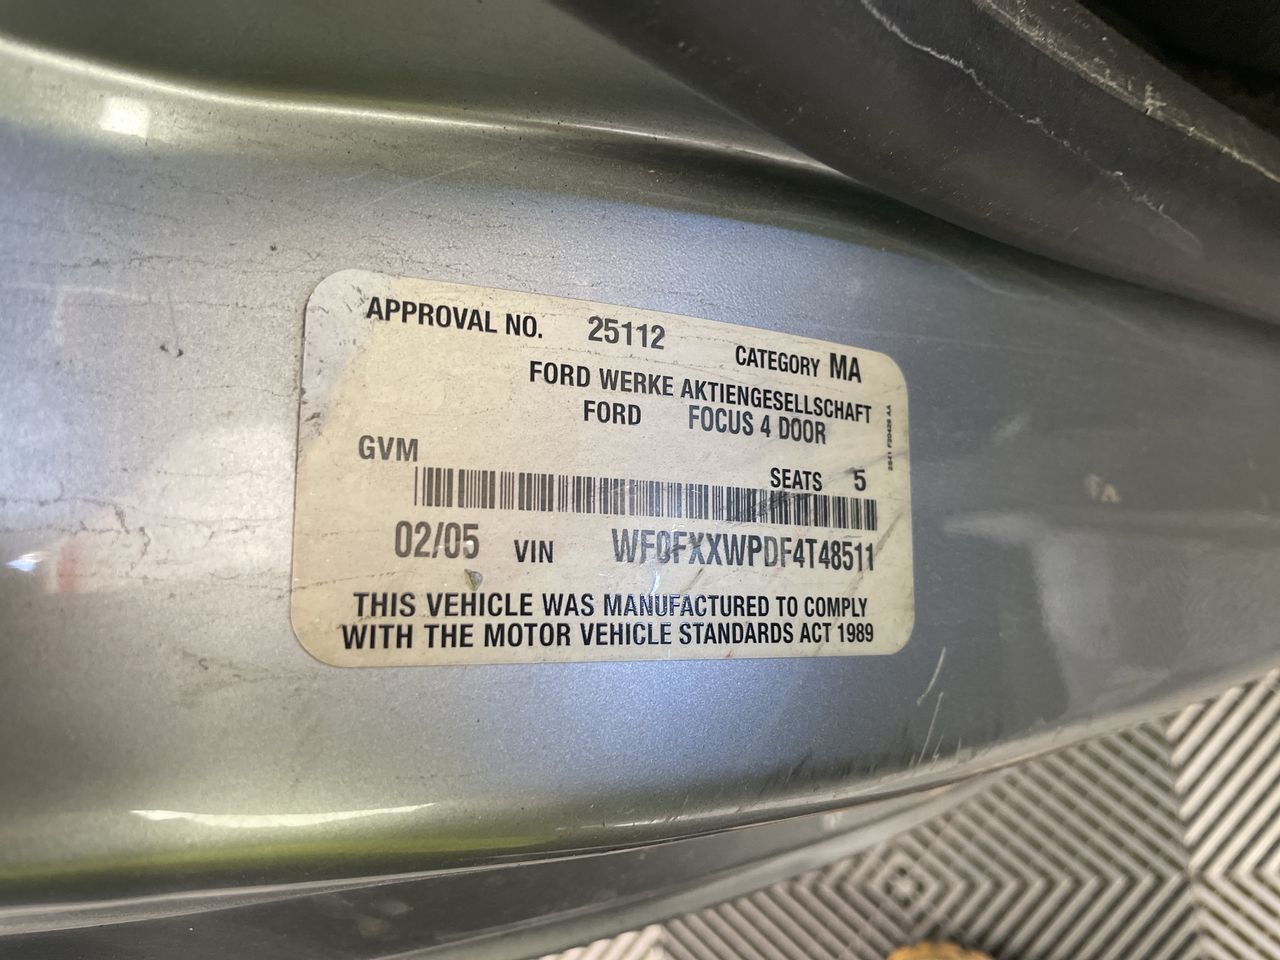 APPROVAL NO. 25112 CATEGORY MA
FORD WERKE AKTIENGESELLSCHAFT
FORD FOCUS 4 DOOR
GVM
SEATS 5
02/05 VIN WF0FXXWPDF4T48511
THIS VEHICLE WAS MANUFACTURED TO COMPLY
WITH THE MOTOR VEHICLE STANDARDS ACT 1989